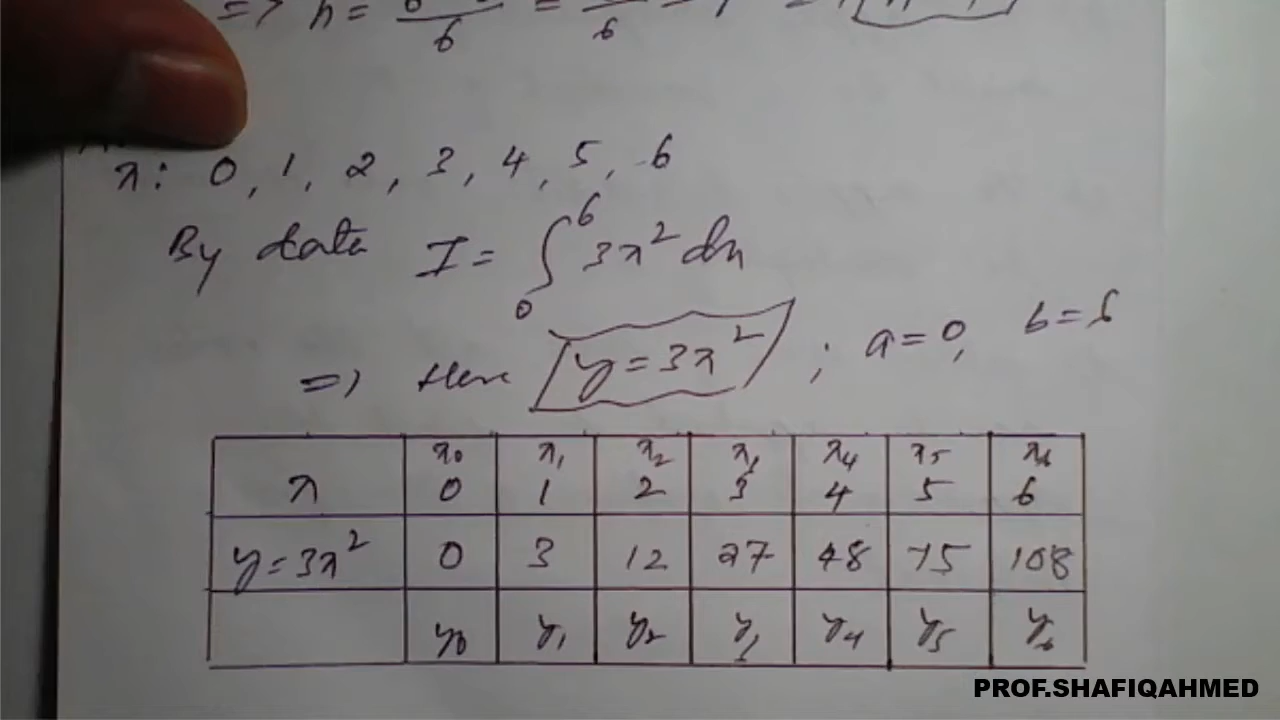 => h = 6 = 6 =
x: 0, 1, 2, 3, 4, 5, 6
By data I = ∫₀⁶ 3x² dx
=> Here y = 3x² ; a = 0, b = 6
x x₀ 0 x₁ 1 x₂ 2 x₃ 3 x₄ 4 x₅ 5 x₆ 6
y = 3x² 0 3 12 27 48 75 108
y₀ y₁ y₂ y₃ y₄ y₅ y₆
PROF.SHAFIQAHMED